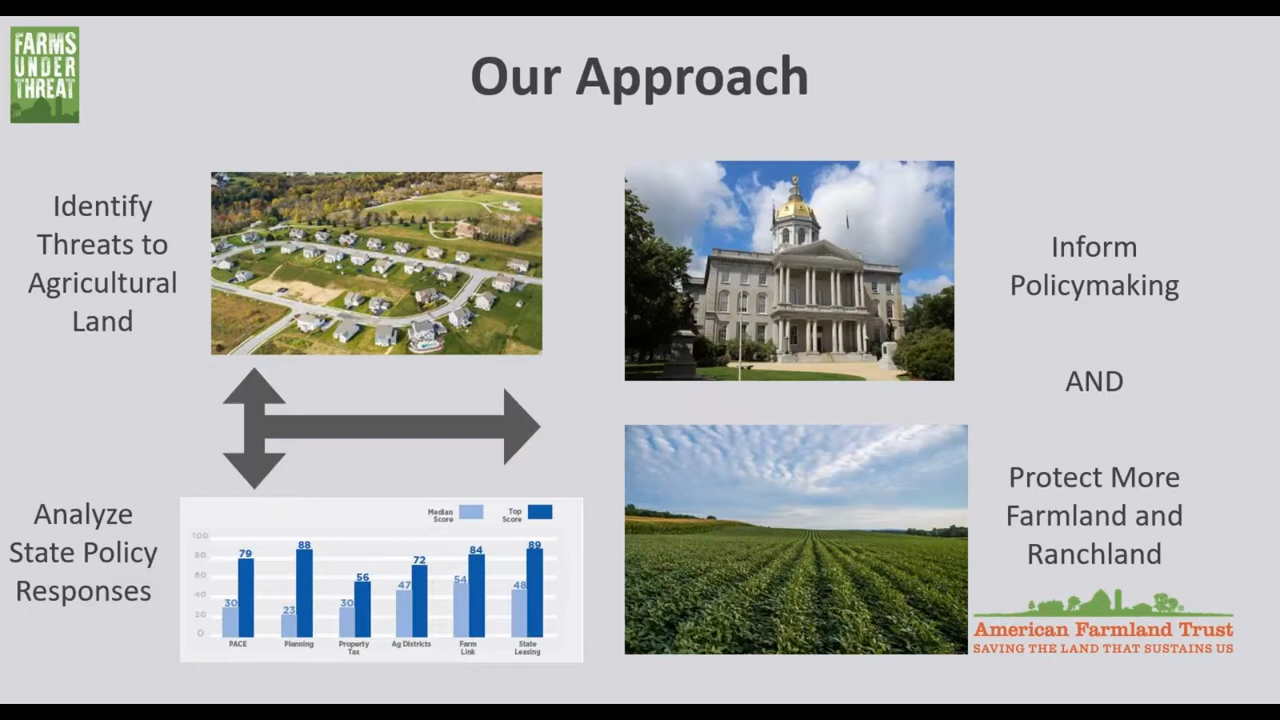 FARMS
UNDER
THREAT
Our Approach
Identify
Threats to
Agricultural
Land
Inform
Policymaking
AND
Analyze
State Policy
Responses
Median
Score
Top
Score
100
80
60
40
20
0
30
79
23
88
30
56
47
72
54
84
48
89
PACE
Planning
Property
Tax
Ag Districts
Farm
Link
State
Leasing
Protect More
Farmland and
Ranchland
American Farmland Trust
SAVING THE LAND THAT SUSTAINS US